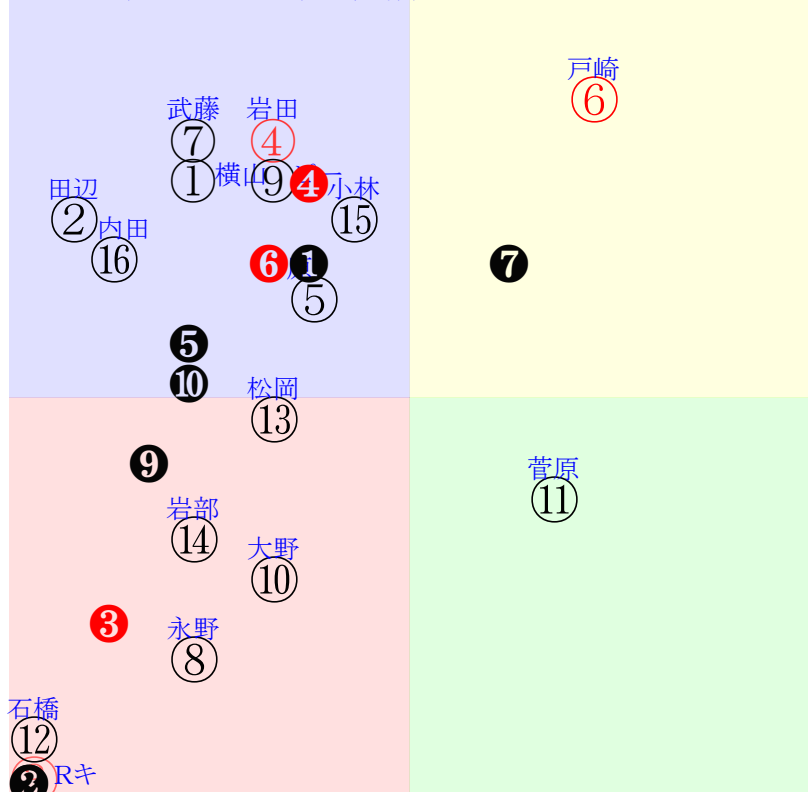 戸崎
⑥
武藤 岩田
⑦ ④
① 横山 ⑨ ❹ 小林
田辺
② ⑮
内田
⑯ ❻ ❶ ❼
⑤
❺
❿
松岡
⑬
❾
菅原
⑪
岩部
⑭
大野
⑩
❸
永野
⑧
石橋
⑫
❷ Rキ